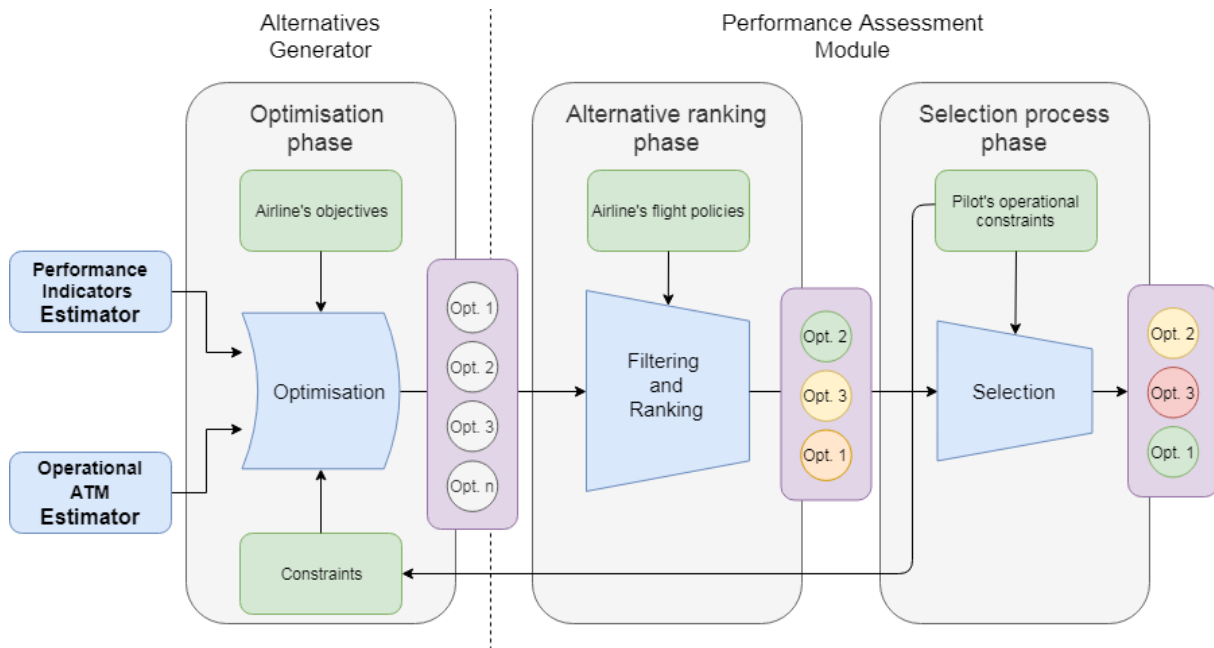 Alternatives
Generator
Performance Assessment
Module
Optimisation
phase
Alternative ranking
phase
Selection process
phase
Airline's objectives
Airline's flight policies
Pilot's operational
constraints
Performance
Indicators
Estimator
Operational
ATM
Estimator
Optimisation
Constraints
Opt. 1
Opt. 2
Opt. 3
Opt. n
Filtering
and
Ranking
Opt. 2
Opt. 3
Opt. 1
Selection
Opt. 2
Opt. 3
Opt. 1